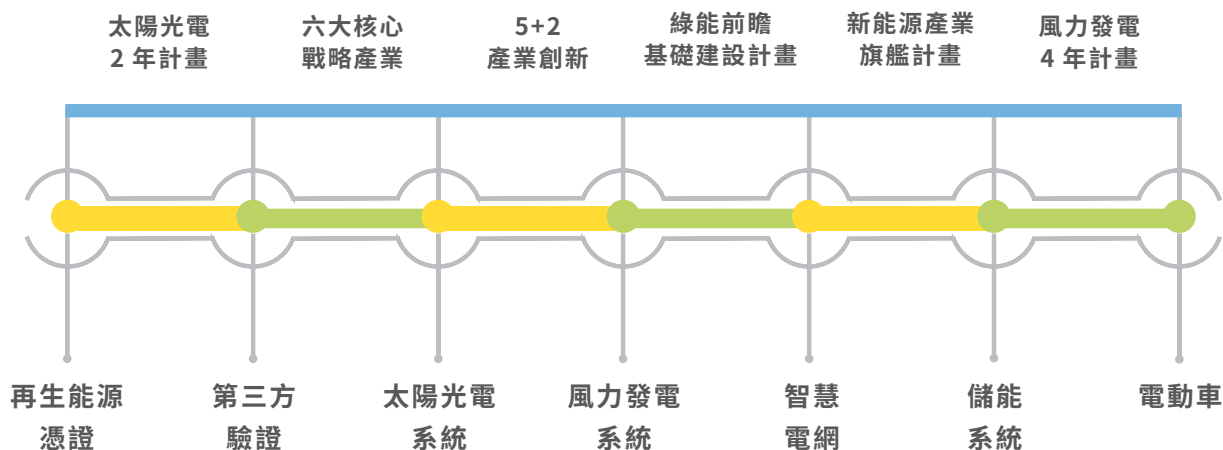 太陽光電
2 年計畫
六大核心
戰略產業
5+2
產業創新
綠能前瞻
基礎建設計畫
新能源產業
旗艦計畫
風力發電
4 年計畫
再生能源
憑證
第三方
驗證
太陽光電
系統
風力發電
系統
智慧
電網
儲能
系統
電動車